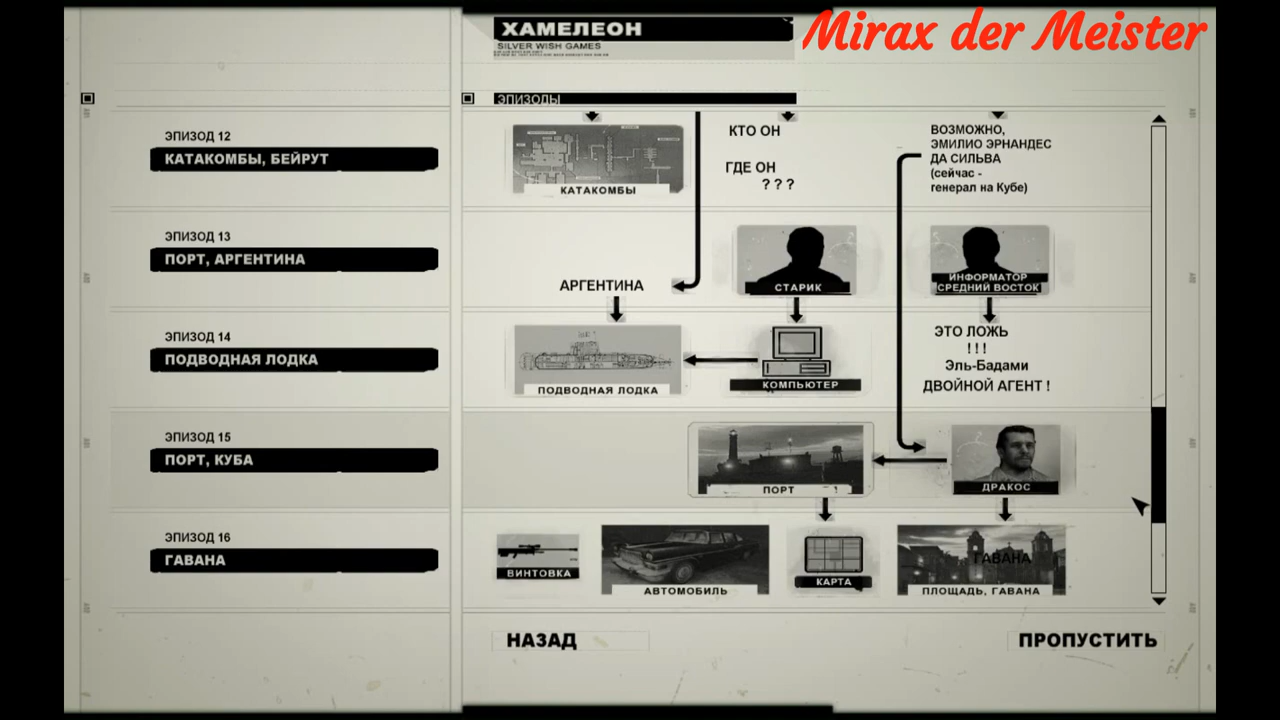 ХАМЕЛЕОН
Mirax der Meister
SILVER WISH GAMES
ЭПИЗОДЫ
ЭПИЗОД 12
КАТАКОМБЫ, БЕЙРУТ
КАТАКОМБЫ
КТО ОН
ГДЕ ОН
???
ВОЗМОЖНО,
ЭМИЛИО ЭРНАНДЕС
ДА СИЛЬВА
(сейчас -
генерал на Кубе)
ЭПИЗОД 13
ПОРТ, АРГЕНТИНА
АРГЕНТИНА
СТАРИК
ИНФОРМАТОР
СРЕДНИЙ ВОСТОК
ЭПИЗОД 14
ПОДВОДНАЯ ЛОДКА
ПОДВОДНАЯ ЛОДКА
КОМПЬЮТЕР
ЭТО ЛОЖЬ
!!!
Эль-Бадами
ДВОЙНОЙ АГЕНТ !
ЭПИЗОД 15
ПОРТ, КУБА
ПОРТ
ДРАКОС
ЭПИЗОД 16
ГАВАНА
ВИНТОВКА
АВТОМОБИЛЬ
КАРТА
ГАВАНА
ПЛОЩАДЬ, ГАВАНА
НАЗАД
ПРОПУСТИТЬ